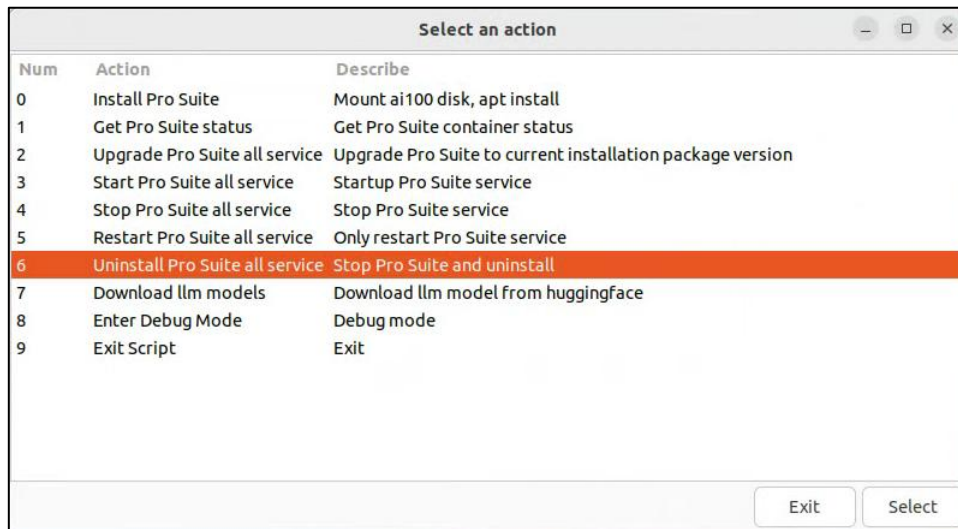 Select an action
Num Action Describe
0 Install Pro Suite Mount ai100 disk, apt install
1 Get Pro Suite status Get Pro Suite container status
2 Upgrade Pro Suite all service Upgrade Pro Suite to current installation package version
3 Start Pro Suite all service Startup Pro Suite service
4 Stop Pro Suite all service Stop Pro Suite service
5 Restart Pro Suite all service Only restart Pro Suite service
6 Uninstall Pro Suite all service Stop Pro Suite and uninstall
7 Download llm models Download llm model from huggingface
8 Enter Debug Mode Debug mode
9 Exit Script Exit
Exit Select